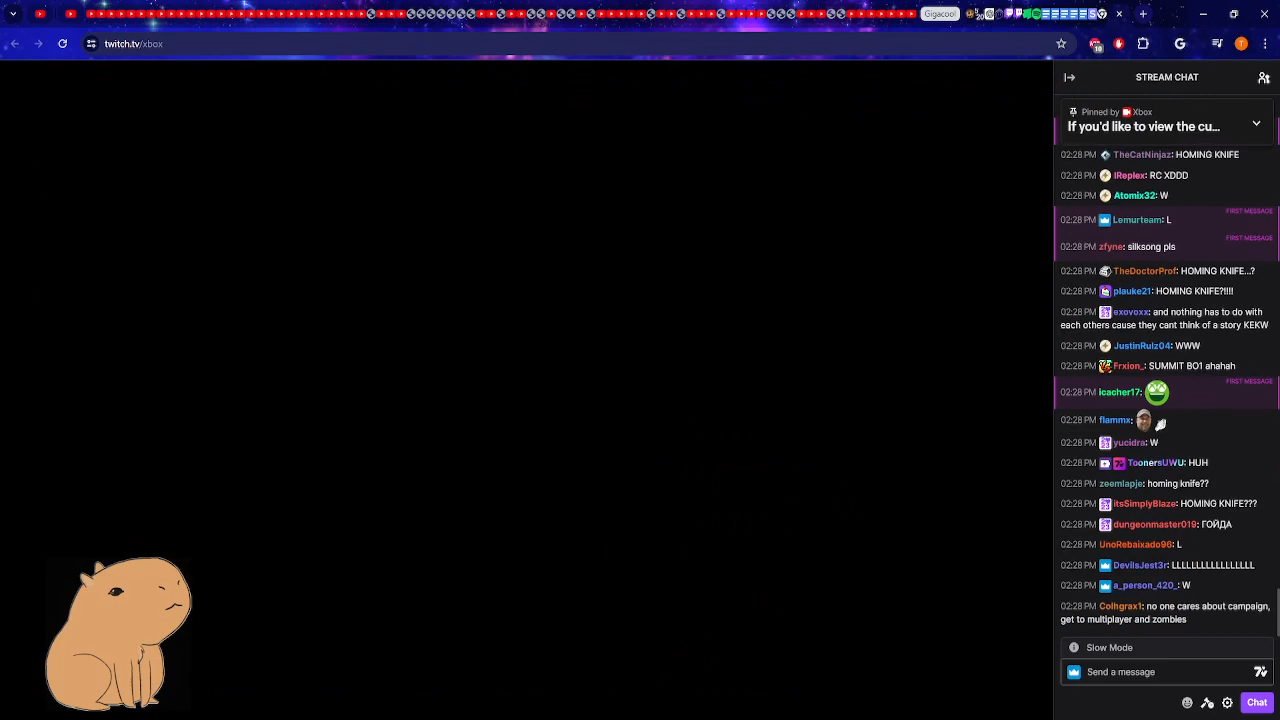 Gigacool
twitch.tv/xbox
STREAM CHAT
Pinned by Xbox
If you'd like to view the cu...
02:28 PM TheCatNinjaz: HOMING KNIFE
02:28 PM IReplex: RC XDDD
02:28 PM Atomix32: W
FIRST MESSAGE
02:28 PM Lemurteam: L
FIRST MESSAGE
02:28 PM zfyne: silksong pls
02:28 PM TheDoctorProf: HOMING KNIFE...?
02:28 PM plauke21: HOMING KNIFE?!!!!
02:28 PM exovoxx: and nothing has to do with
each others cause they cant think of a story KEKW
02:28 PM JustinRulz04: WWW
02:28 PM Frxion_: SUMMIT BO1 ahahah
FIRST MESSAGE
02:28 PM icacher17:
02:28 PM flammx:
02:28 PM yucidra: W
02:28 PM ToonersUWU: HUH
02:28 PM zeemlapje: homing knife??
02:28 PM itsSimplyBlaze: HOMING KNIFE???
02:28 PM dungeonmaster019: ГОЙДА
02:28 PM UnoRebaixado96: L
02:28 PM DevilsJest3r: LLLLLLLLLLLLLLLLL
02:28 PM a_person_420_: W
02:28 PM Colhgrax1: no one cares about campaign,
get to multiplayer and zombies
Slow Mode
Send a message
Chat